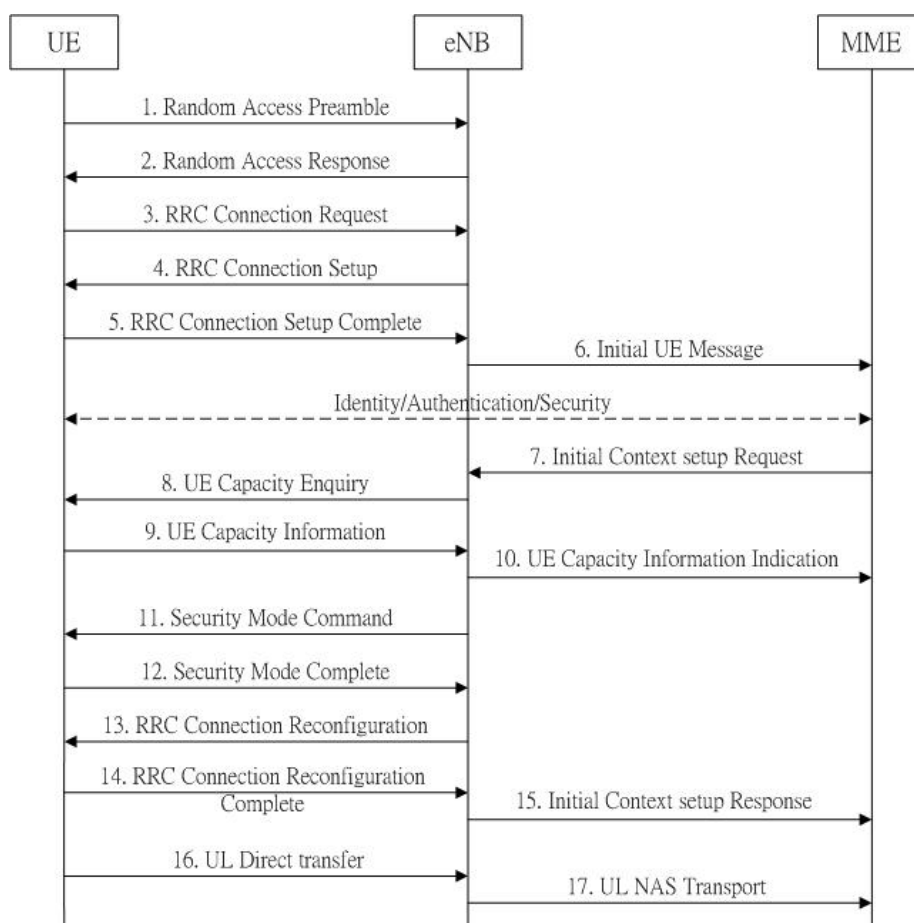 UE
eNB
MME
1. Random Access Preamble
2. Random Access Response
3. RRC Connection Request
4. RRC Connection Setup
5. RRC Connection Setup Complete
6. Initial UE Message
Identity/Authentication/Security
7. Initial Context setup Request
8. UE Capacity Enquiry
9. UE Capacity Information
10. UE Capacity Information Indication
11. Security Mode Command
12. Security Mode Complete
13. RRC Connection Reconfiguration
14. RRC Connection Reconfiguration
Complete
15. Initial Context setup Response
16. UL Direct transfer
17. UL NAS Transport